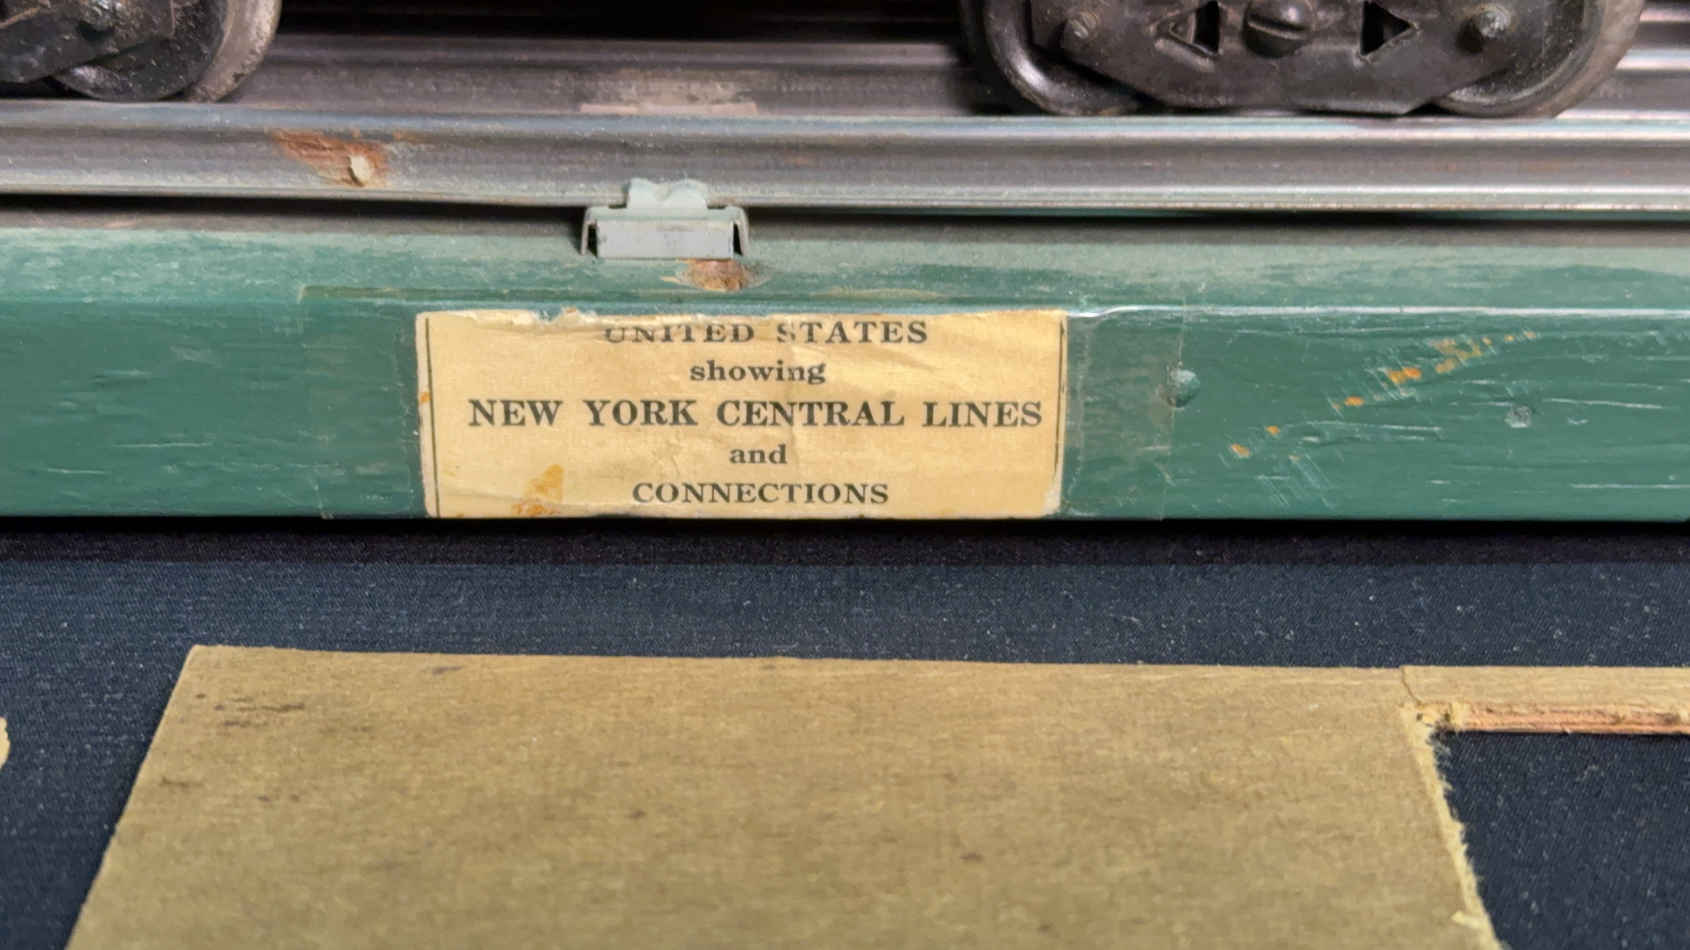 UNITED STATES
showing
NEW YORK CENTRAL LINES
and
CONNECTIONS